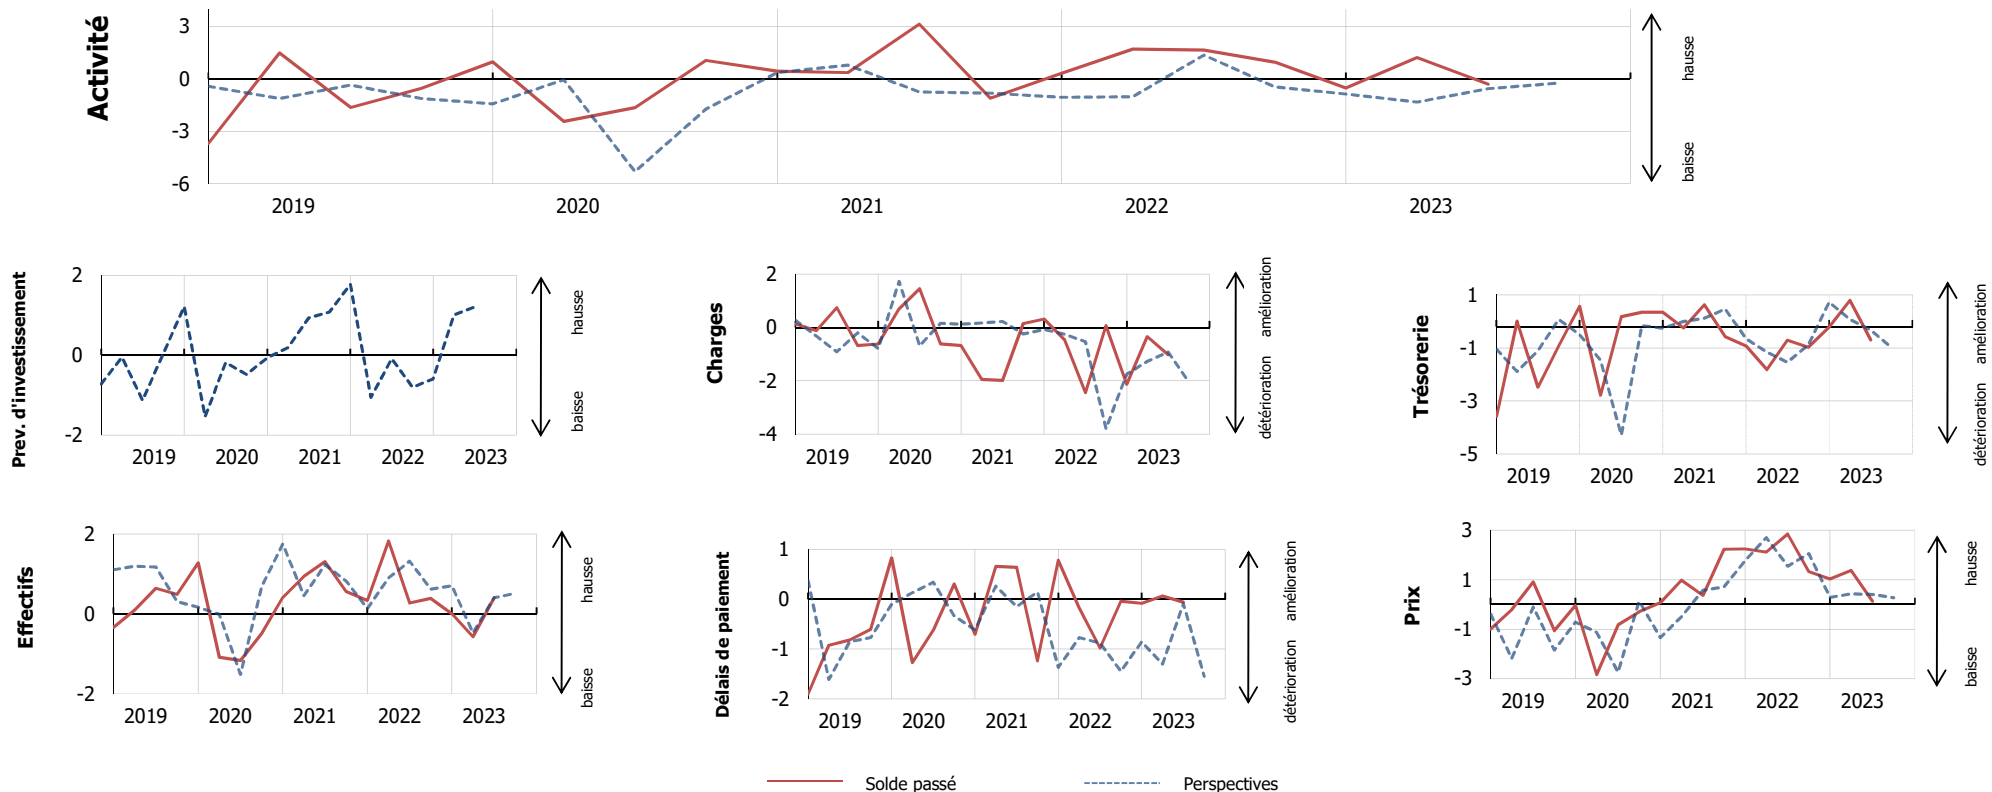 Activité
3
0
-3
-6
2019 2020 2021 2022 2023
hausse
baisse
Prev. d'investissement
2
0
-2
2019 2020 2021 2022 2023
hausse
baisse
Charges
2
0
-2
-4
2019 2020 2021 2022 2023
amélioration
détérioration
Trésorerie
1
-1
-3
-5
2019 2020 2021 2022 2023
amélioration
détérioration
Effectifs
2
0
-2
2019 2020 2021 2022 2023
hausse
baisse
Délais de paiement
1
0
-1
-2
2019 2020 2021 2022 2023
amélioration
détérioration
Prix
3
1
-1
-3
2019 2020 2021 2022 2023
hausse
baisse
Solde passé Perspectives